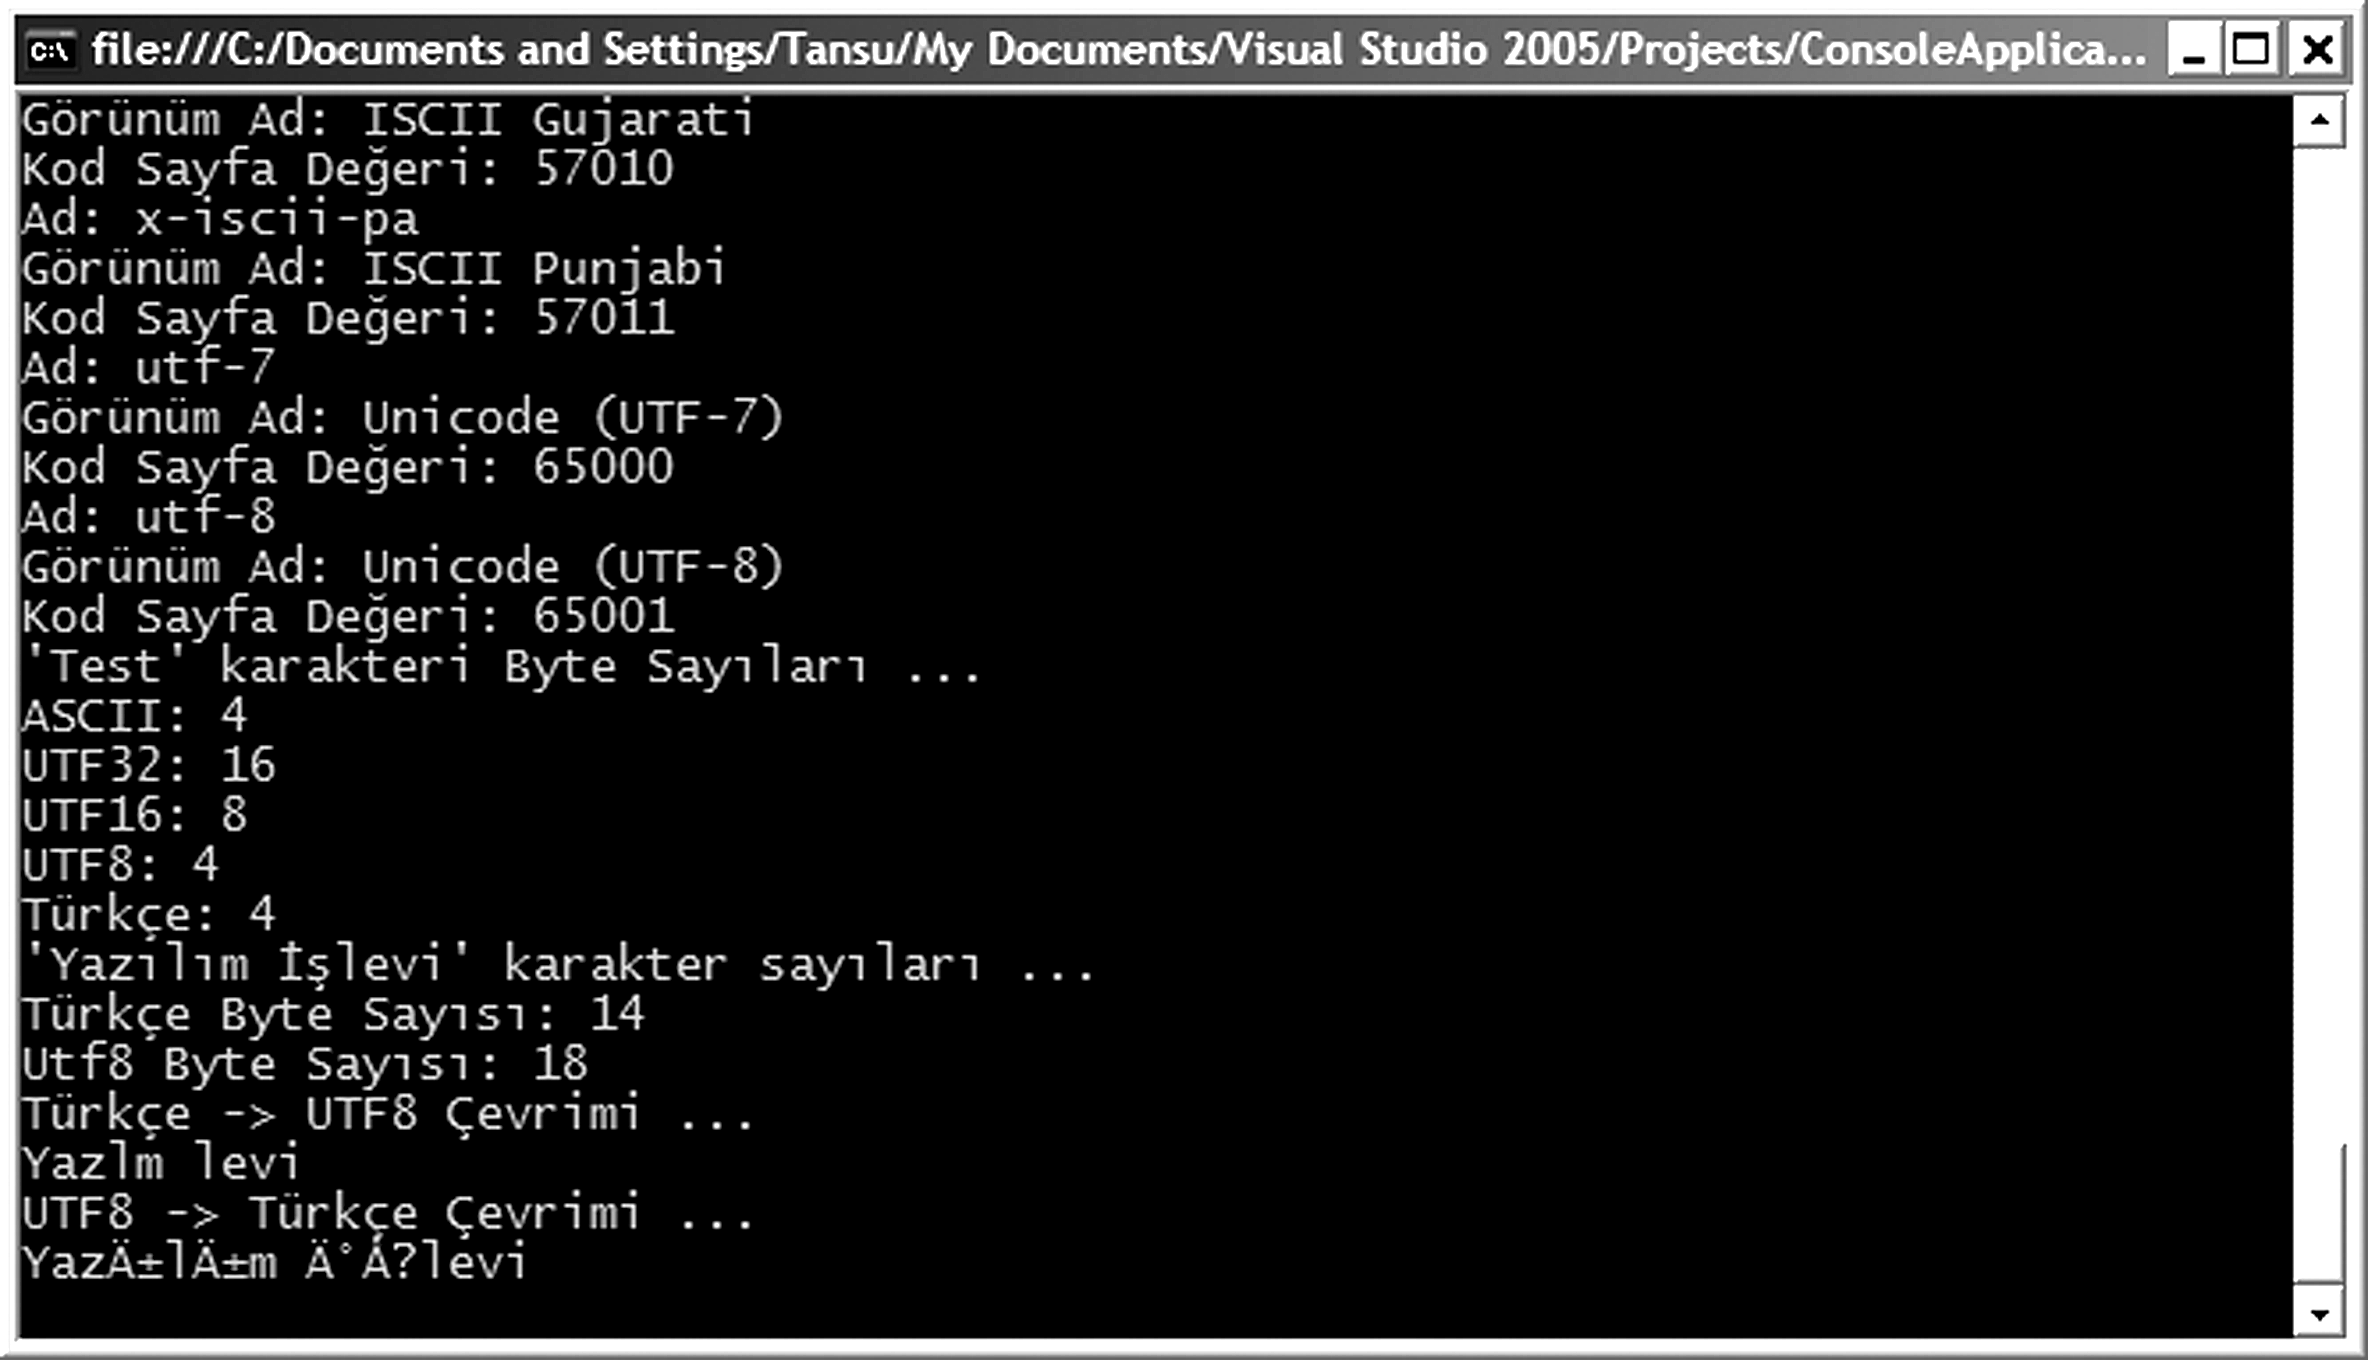 file:///C:/Documents and Settings/Tansu/My Documents/Visual Studio 2005/Projects/ConsoleApplica...
Görünüm Ad: ISCII Gujarati
Kod Sayfa Değeri: 57010
Ad: x-iscii-pa
Görünüm Ad: ISCII Punjabi
Kod Sayfa Değeri: 57011
Ad: utf-7
Görünüm Ad: Unicode (UTF-7)
Kod Sayfa Değeri: 65000
Ad: utf-8
Görünüm Ad: Unicode (UTF-8)
Kod Sayfa Değeri: 65001
'Test' karakteri Byte Sayıları ...
ASCII: 4
UTF32: 16
UTF16: 8
UTF8: 4
Türkçe: 4
'Yazılım İşlevi' karakter sayıları ...
Türkçe Byte Sayısı: 14
Utf8 Byte Sayısı: 18
Türkçe -> UTF8 Çevrimi ...
Yazlm levi
UTF8 -> Türkçe Çevrimi ...
YazÄ±lÄ±m Ä°Å?levi